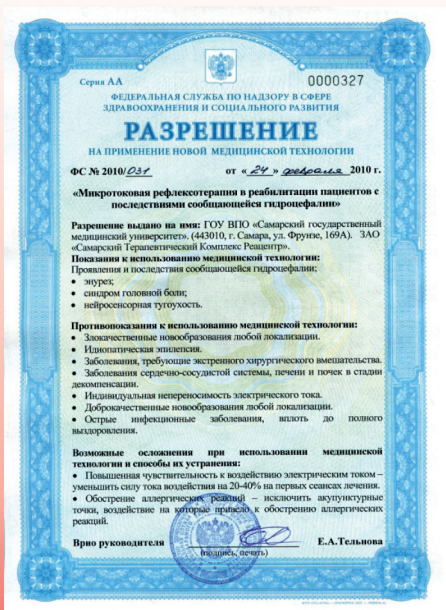 Серия АА
0000327
ФЕДЕРАЛЬНАЯ СЛУЖБА ПО НАДЗОРУ В СФЕРЕ
ЗДРАВООХРАНЕНИЯ И СОЦИАЛЬНОГО РАЗВИТИЯ
РАЗРЕШЕНИЕ
НА ПРИМЕНЕНИЕ НОВОЙ МЕДИЦИНСКОЙ ТЕХНОЛОГИИ
ФС № 2010/031 от «24» февраля 2010 г.
«Микротоковая рефлексотерапия в реабилитации пациентов с
последствиями сообщающейся гидроцефалии»
Разрешение выдано на имя: ГОУ ВПО «Самарский государственный
медицинский университет». (443010, г. Самара, ул. Фрунзе, 169А). ЗАО
«Самарский Терапевтический Комплекс Реацентр».
Показания к использованию медицинской технологии:
Проявления и последствия сообщающейся гидроцефалии:
• энурез;
• синдром головной боли;
• нейросенсорная тугоухость.
Противопоказания к использованию медицинской технологии:
• Злокачественные новообразования любой локализации.
• Идиопатическая эпилепсия.
• Заболевания, требующие экстренного хирургического вмешательства.
• Заболевания сердечно-сосудистой системы, печени и почек в стадии
декомпенсации.
• Индивидуальная непереносимость электрического тока.
• Доброкачественные новообразования любой локализации.
• Острые инфекционные заболевания, вплоть до полного
выздоровления.
Возможные осложнения при использовании медицинской
технологии и способы их устранения:
• Повышенная чувствительность к воздействию электрическим током –
уменьшить силу тока воздействия на 20-40% на первых сеансах лечения.
• Обострение аллергических реакций – исключить акупунктурные
точки, воздействие на которые привело к обострению аллергических
реакций.
Врио руководителя Е.А.Тельнова
(подпись, печать)